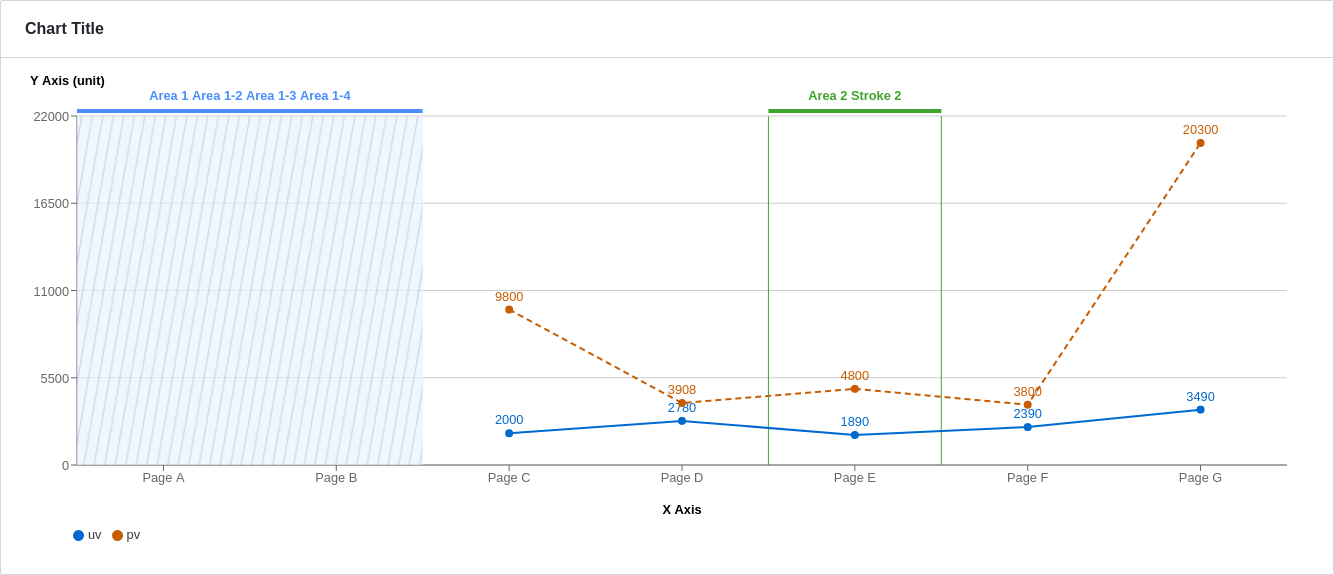 Chart Title
Y Axis (unit)
Area 1 Area 1-2 Area 1-3 Area 1-4
Area 2 Stroke 2
22000
16500
11000
5500
0
20300
9800
3908
4800
3800
2000
2780
1890
2390
3490
Page A
Page B
Page C
Page D
Page E
Page F
Page G
X Axis
uv
pv